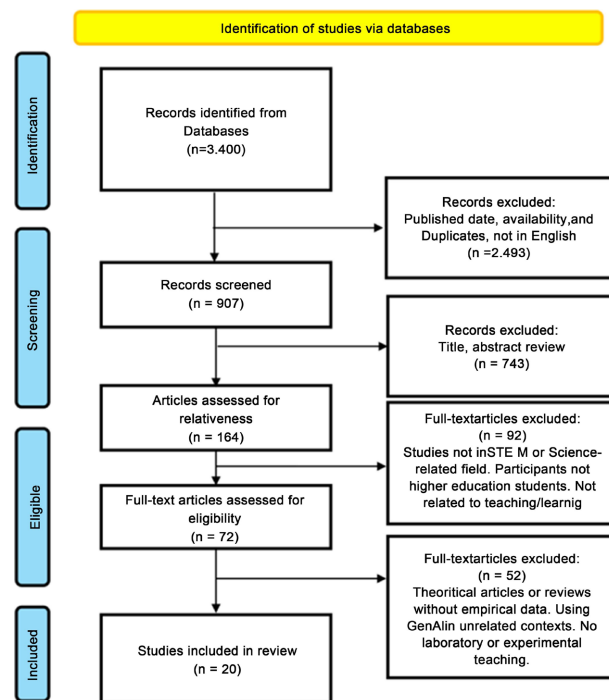 Identification of studies via databases
Identification
Records identified from
Databases
(n=3.400)
Records excluded:
Published date, availability,and
Duplicates, not in English
(n =2.493)
Screening
Records screened
(n = 907)
Records excluded:
Title, abstract review
(n = 743)
Articles assessed for
relativeness
(n = 164)
Full-textarticles excluded:
(n = 92)
Studies not inSTE M or Science-
related field. Participants not
higher education students. Not
related to teaching/learnig
Eligible
Full-text articles assessed for
eligibility
(n = 72)
Full-textarticles excluded:
(n = 52)
Theoritical articles or reviews
without empirical data. Using
GenAlin unrelated contexts. No
laboratory or experimental
teaching.
Included
Studies included in review
(n = 20)